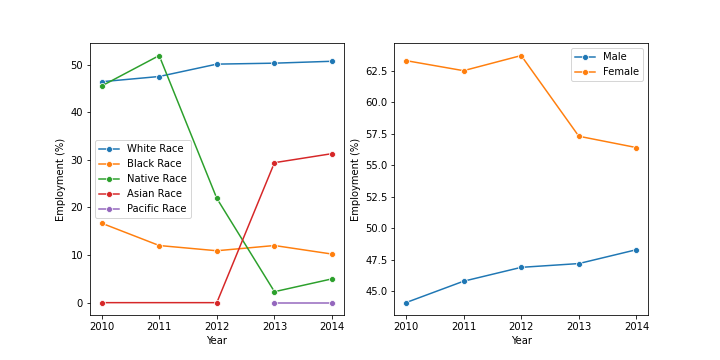 50
40
30
20
10
0
Employment (%)
White Race
Black Race
Native Race
Asian Race
Pacific Race
2010 2011 2012 2013 2014
Year
62.5
60.0
57.5
55.0
52.5
50.0
47.5
45.0
Employment (%)
Male
Female
2010 2011 2012 2013 2014
Year